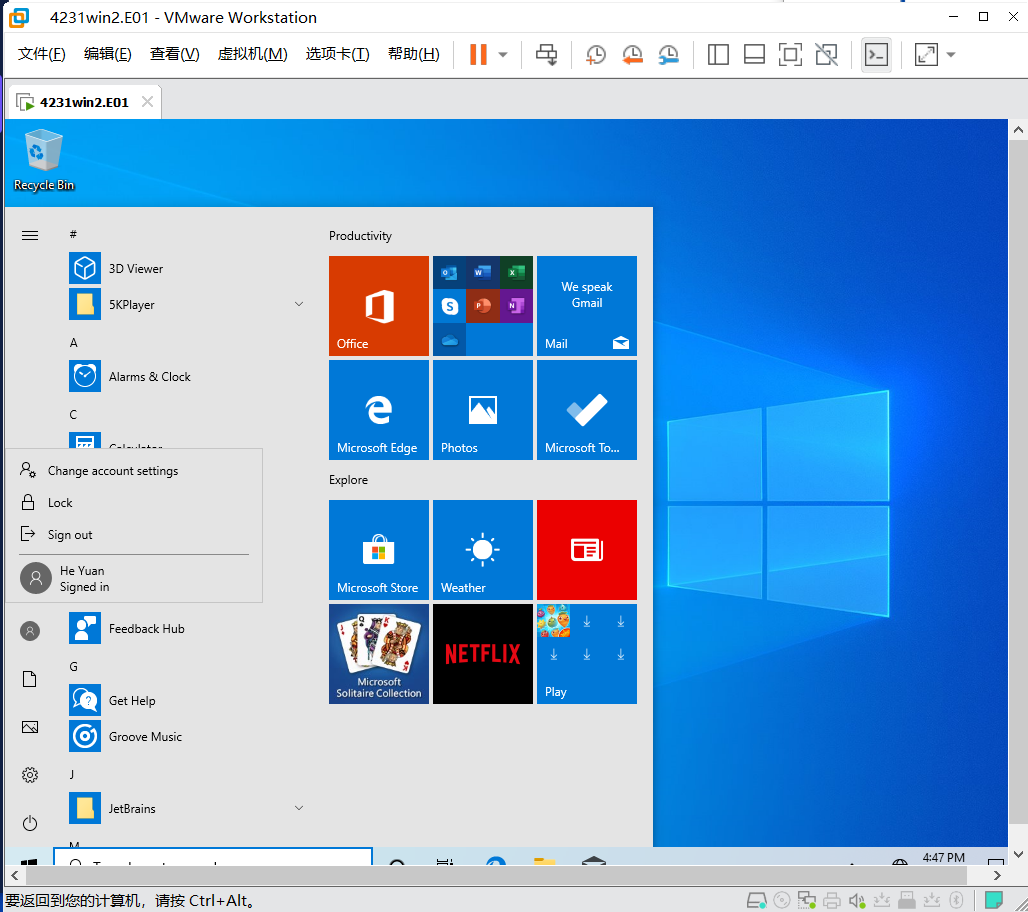 4231win2.E01 - VMware Workstation
文件(F) 编辑(E) 查看(V) 虚拟机(M) 选项卡(T) 帮助(H)
4231win2.E01
Recycle Bin
#
3D Viewer
5KPlayer
A
Alarms & Clock
C
Calculator
Change account settings
Lock
Sign out
He Yuan
Signed in
Feedback Hub
G
Get Help
Groove Music
J
JetBrains
M
Productivity
Office
We speak
Gmail
Mail
Microsoft Edge
Photos
Microsoft To...
Explore
Microsoft Store
Weather
Microsoft
Solitaire Collection
NETFLIX
Play
4:47 PM
要返回到您的计算机，请按 Ctrl+Alt。